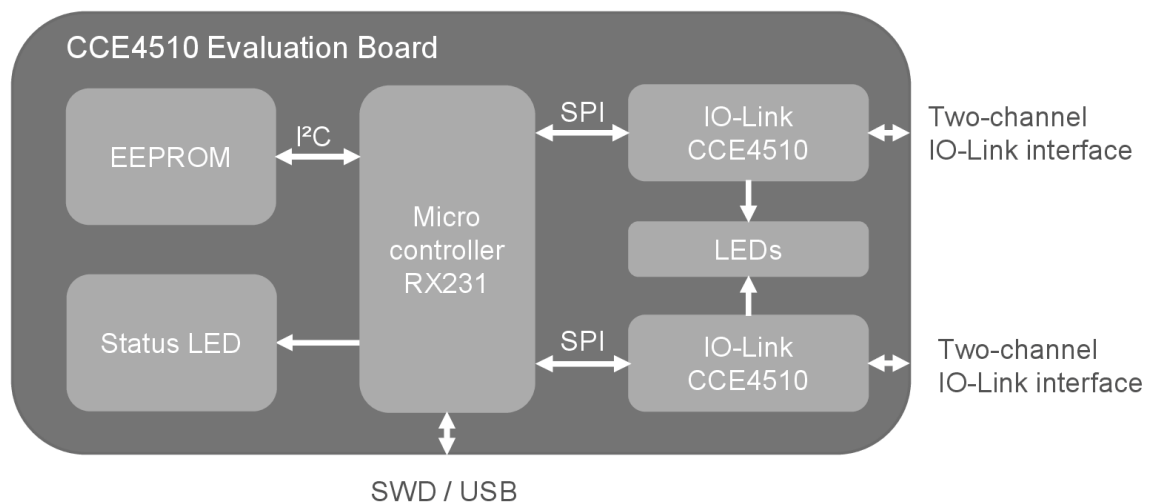 CCE4510 Evaluation Board
EEPROM
I²C
Status LED
Micro
controller
RX231
SPI
IO-Link
CCE4510
Two-channel
IO-Link interface
LEDs
SPI
IO-Link
CCE4510
Two-channel
IO-Link interface
SWD / USB